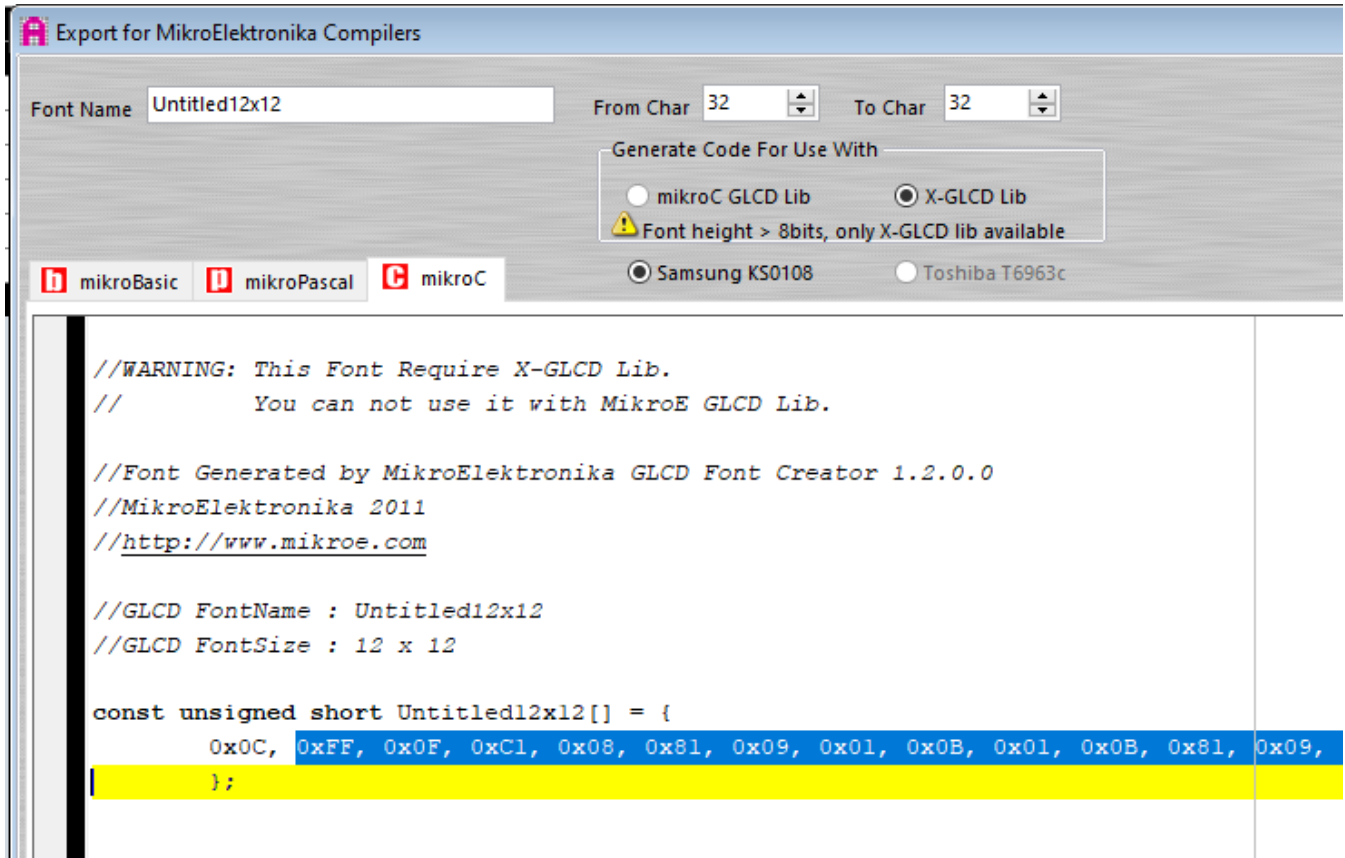 Export for MikroElektronika Compilers
Font Name Untitled12x12 From Char 32 To Char 32
Generate Code For Use With
mikroC GLCD Lib X-GLCD Lib
Font height > 8bits, only X-GLCD lib available
mikroBasic mikroPascal mikroC Samsung KS0108 Toshiba T6963c
//WARNING: This Font Require X-GLCD Lib.
// You can not use it with MikroE GLCD Lib.
//Font Generated by MikroElektronika GLCD Font Creator 1.2.0.0
//MikroElektronika 2011
//http://www.mikroe.com
//GLCD FontName : Untitled12x12
//GLCD FontSize : 12 x 12
const unsigned short Untitled12x12[] = {
0x0C, 0xFF, 0x0F, 0xC1, 0x08, 0x81, 0x09, 0x01, 0x0B, 0x01, 0x0B, 0x81, 0x09,
};